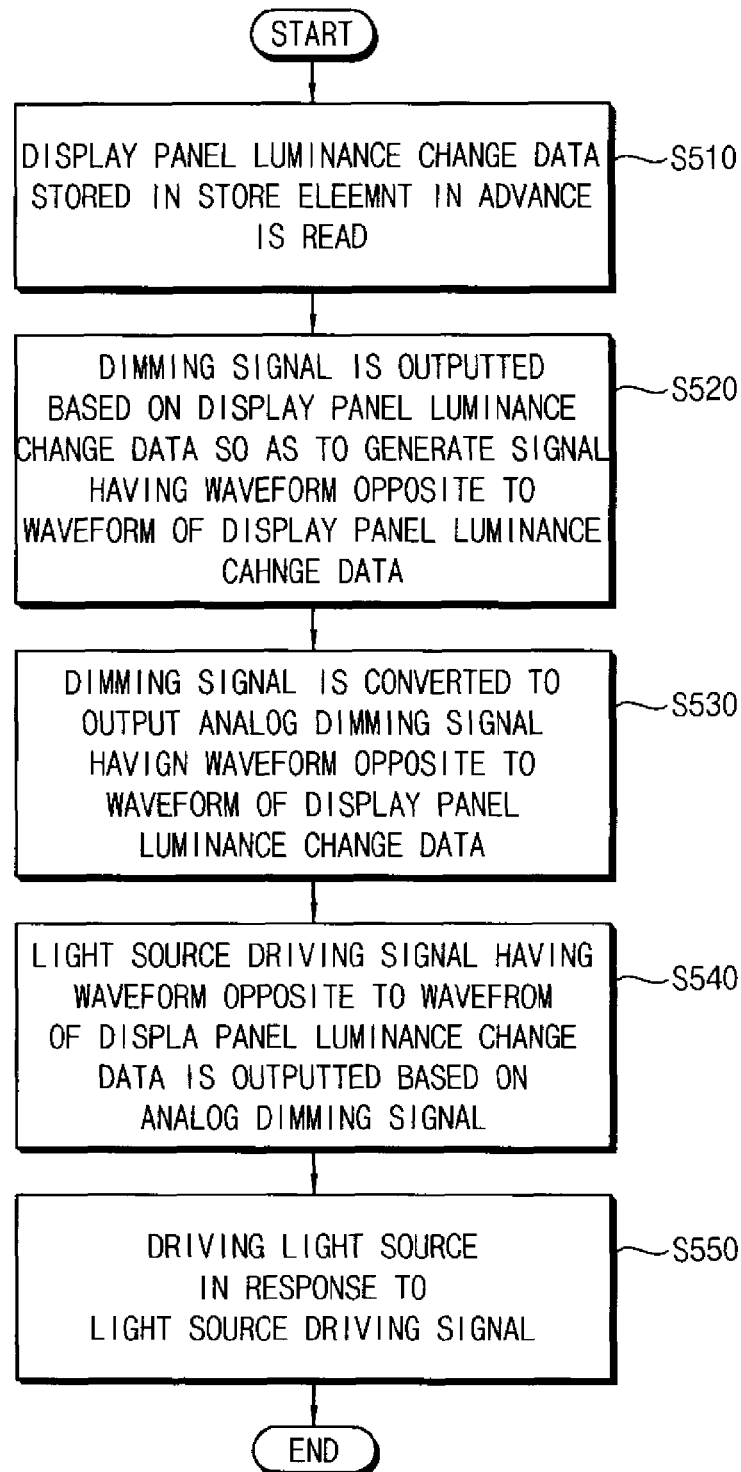 START
DISPLAY PANEL LUMINANCE CHANGE DATA
STORED IN STORE ELEEMNT IN ADVANCE
IS READ
S510
DIMMING SIGNAL IS OUTPUTTED
BASED ON DISPLAY PANEL LUMINANCE
CHANGE DATA SO AS TO GENERATE SIGNAL
HAVING WAVEFORM OPPOSITE TO
WAVEFORM OF DISPLAY PANEL LUMINANCE
CAHNGE DATA
S520
DIMMING SIGNAL IS CONVERTED TO
OUTPUT ANALOG DIMMING SIGNAL
HAVIGN WAVEFORM OPPOSITE TO
WAVEFORM OF DISPLAY PANEL
LUMINANCE CHANGE DATA
S530
LIGHT SOURCE DRIVING SIGNAL HAVING
WAVEFORM OPPOSITE TO WAVEFROM
OF DISPLA PANEL LUMINANCE CHANGE
DATA IS OUTPUTTED BASED ON
ANALOG DIMMING SIGNAL
S540
DRIVING LIGHT SOURCE
IN RESPONSE TO
LIGHT SOURCE DRIVING SIGNAL
S550
END